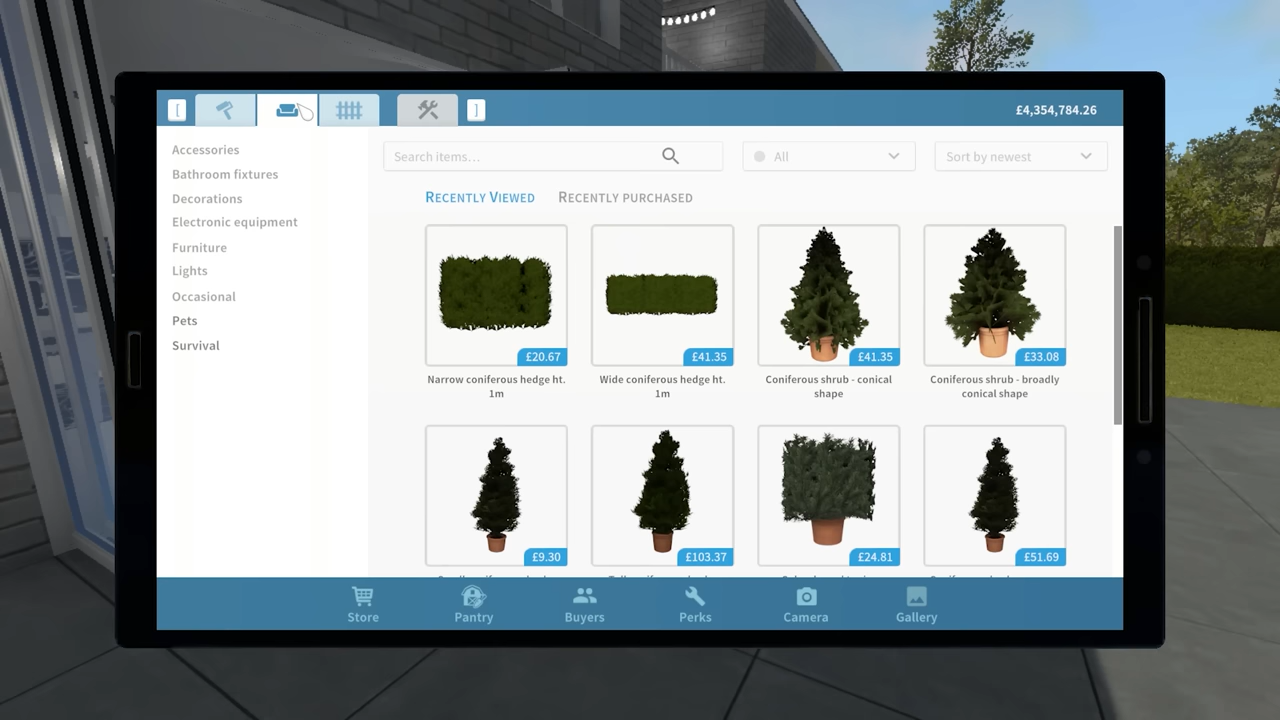 [
]
£4,354,784.26
Accessories
Bathroom fixtures
Decorations
Electronic equipment
Furniture
Lights
Occasional
Pets
Survival
Search items...
All
Sort by newest
RECENTLY VIEWED
RECENTLY PURCHASED
£20.67
£41.35
£41.35
£33.08
Narrow coniferous hedge ht.
1m
Wide coniferous hedge ht.
1m
Coniferous shrub - conical
shape
Coniferous shrub - broadly
conical shape
£9.30
£103.37
£24.81
£51.69
Store
Pantry
Buyers
Perks
Camera
Gallery